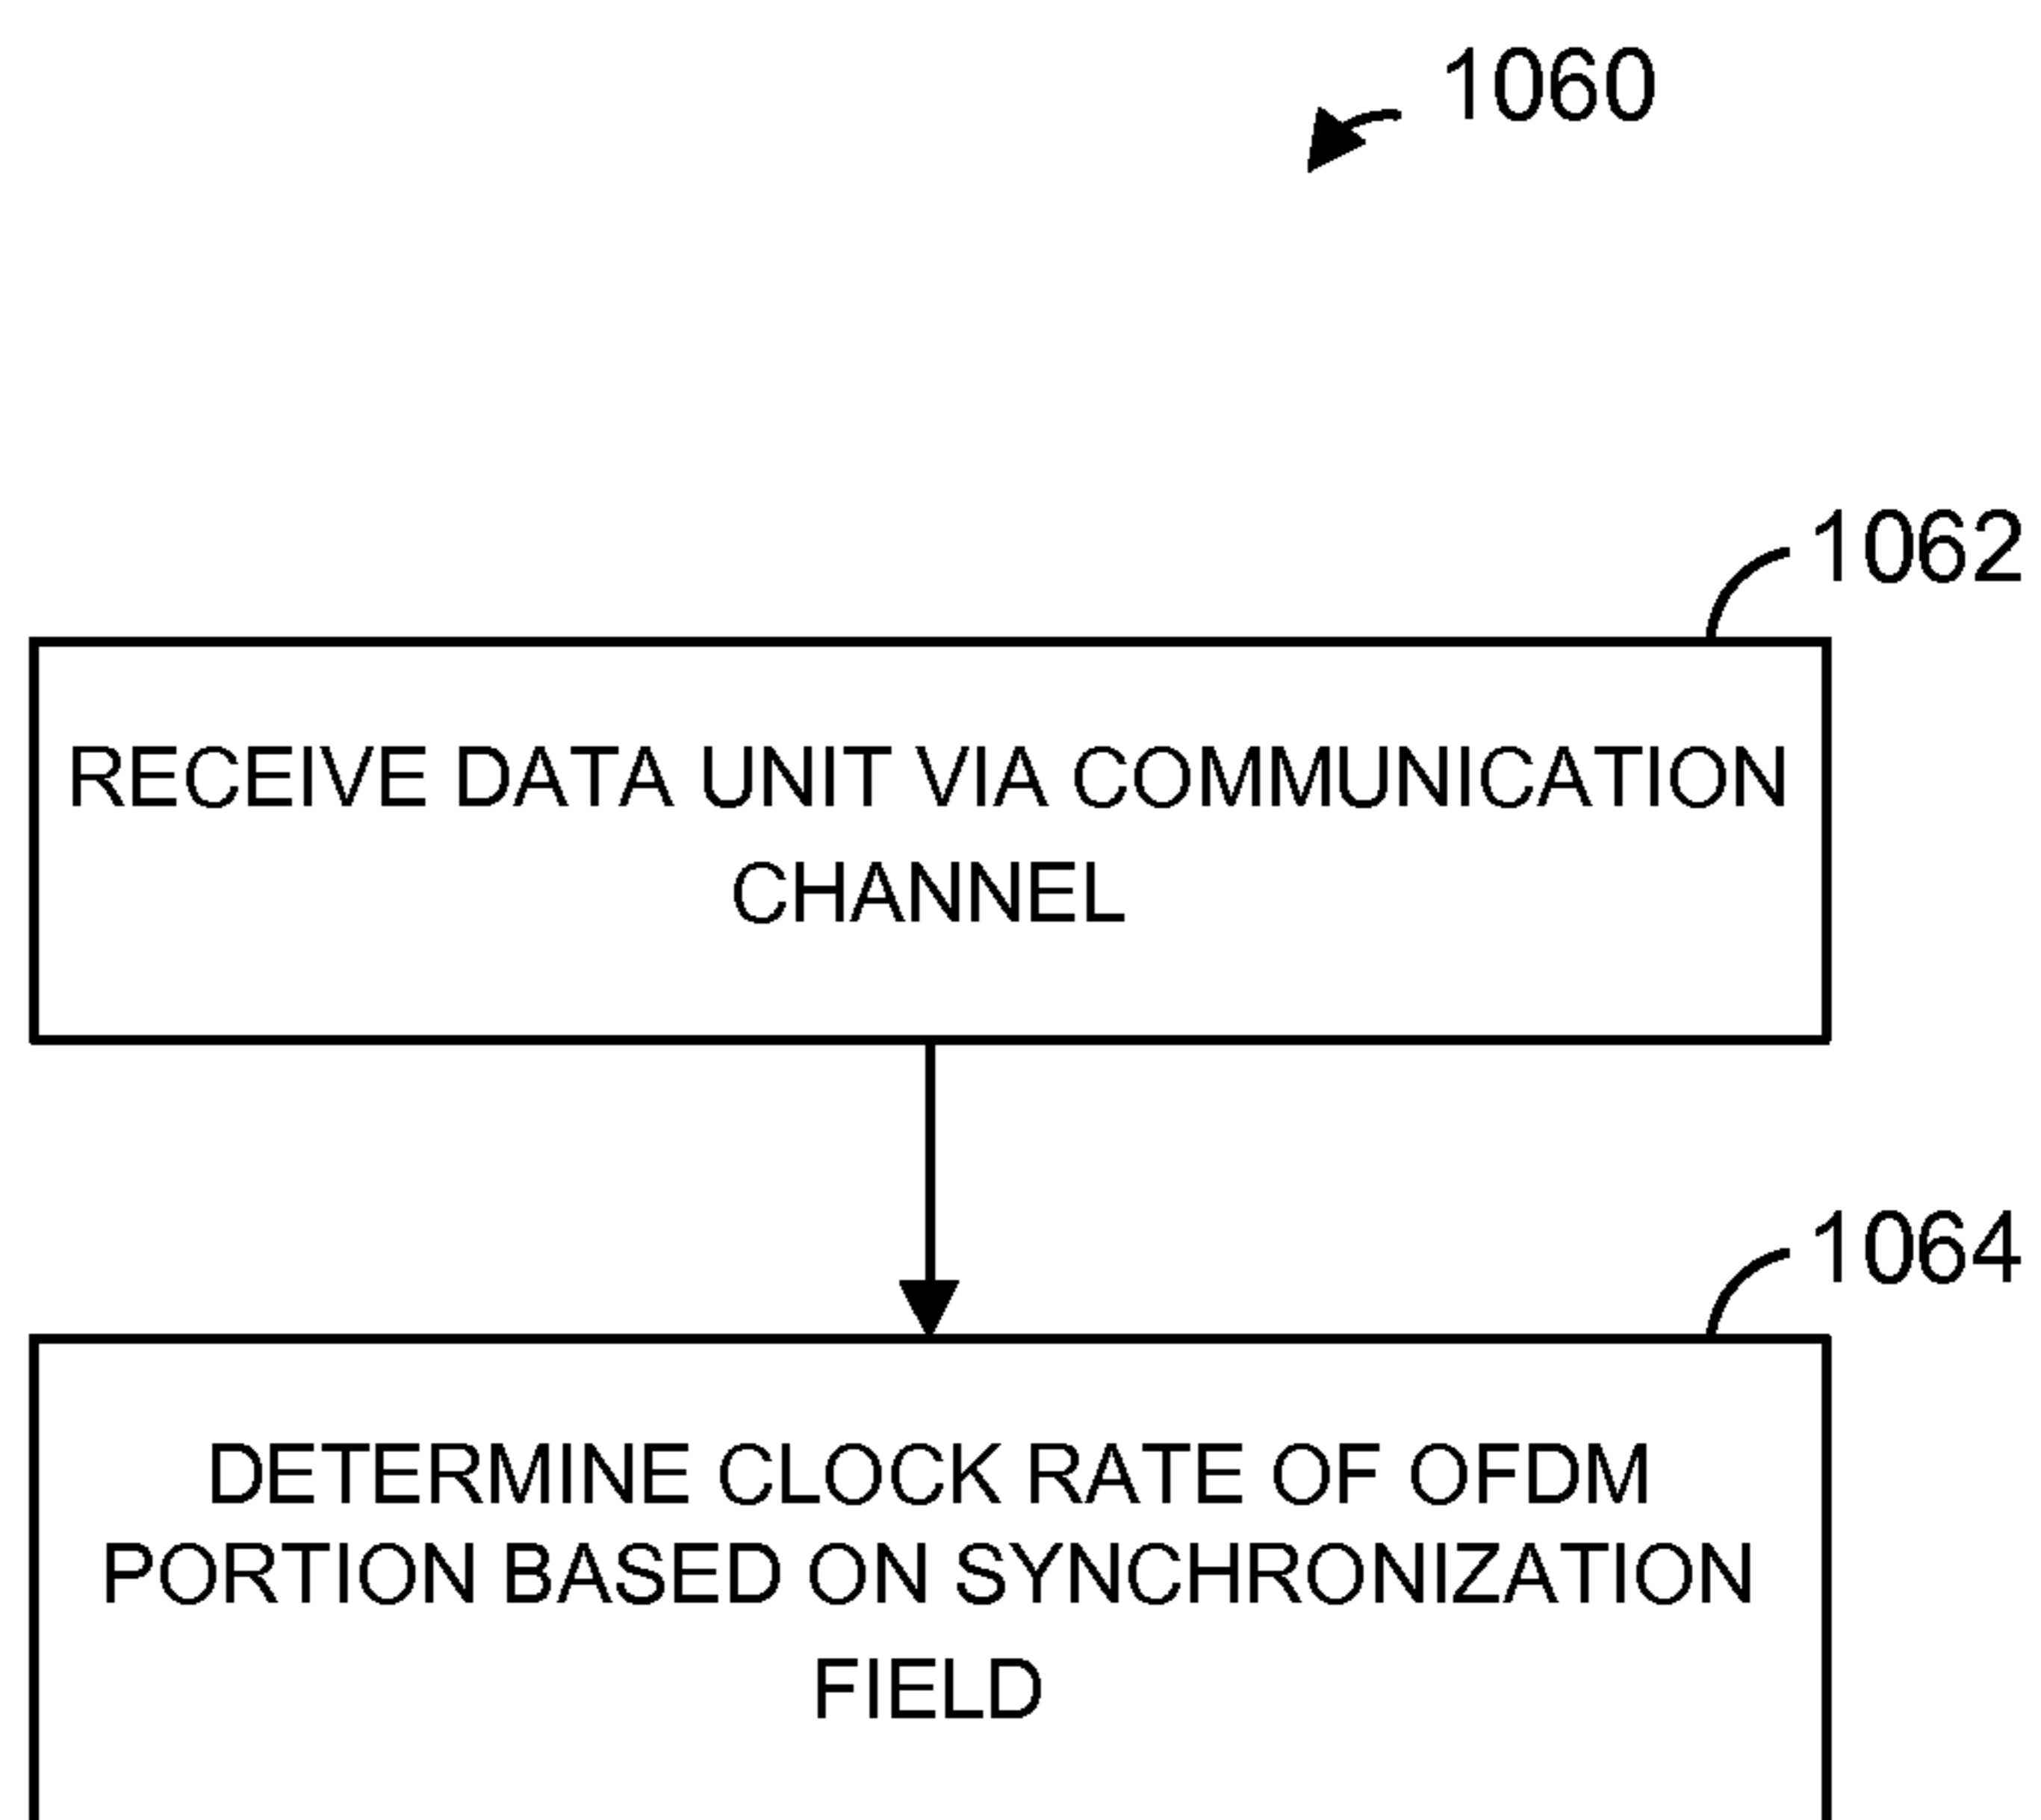 1060
1062
RECEIVE DATA UNIT VIA COMMUNICATION
CHANNEL
1064
DETERMINE CLOCK RATE OF OFDM
PORTION BASED ON SYNCHRONIZATION
FIELD